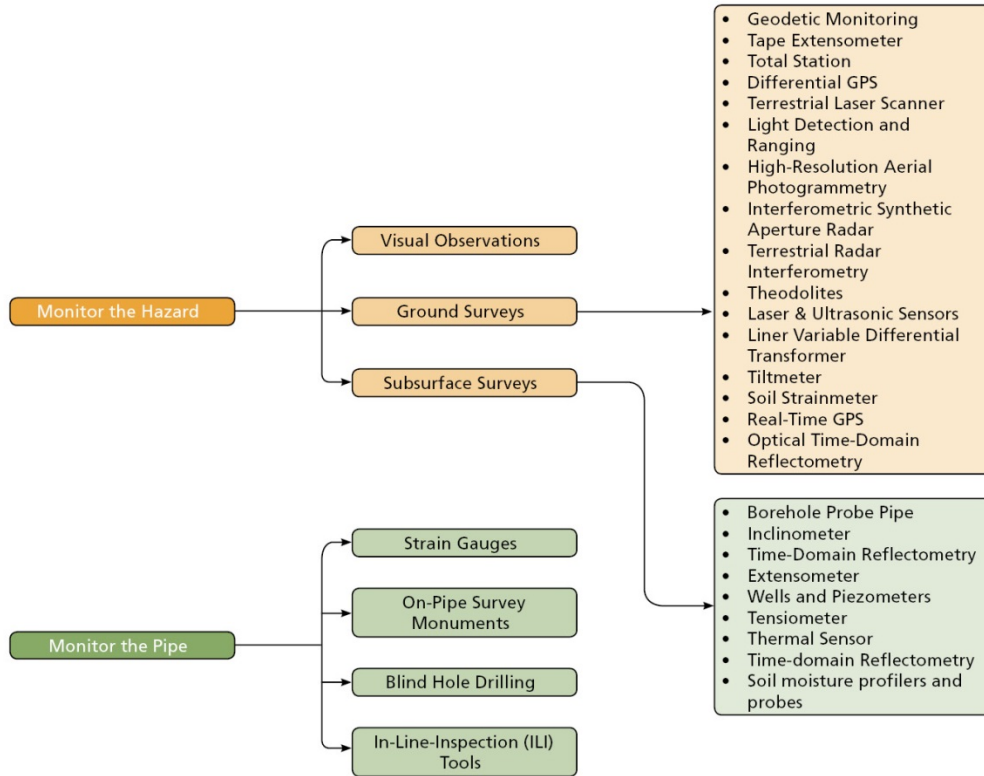 Monitor the Hazard
Visual Observations
Ground Surveys
Subsurface Surveys
• Geodetic Monitoring
• Tape Extensometer
• Total Station
• Differential GPS
• Terrestrial Laser Scanner
• Light Detection and
Ranging
• High-Resolution Aerial
Photogrammetry
• Interferometric Synthetic
Aperture Radar
• Terrestrial Radar
Interferometry
• Theodolites
• Laser & Ultrasonic Sensors
• Liner Variable Differential
Transformer
• Tiltmeter
• Soil Strainmeter
• Real-Time GPS
• Optical Time-Domain
Reflectometry
• Borehole Probe Pipe
• Inclinometer
• Time-Domain Reflectometry
• Extensometer
• Wells and Piezometers
• Tensiometer
• Thermal Sensor
• Time-domain Reflectometry
• Soil moisture profilers and
probes
Monitor the Pipe
Strain Gauges
On-Pipe Survey
Monuments
Blind Hole Drilling
In-Line-Inspection (ILI)
Tools